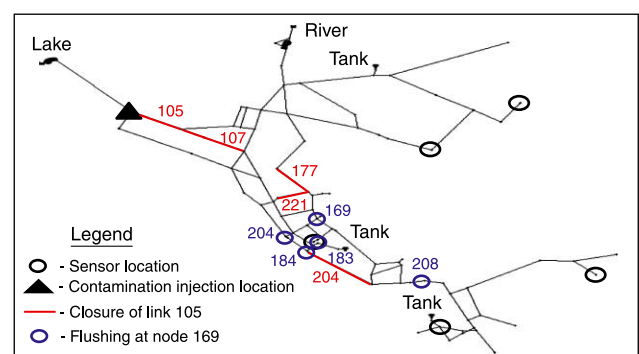 River
Lake
Tank
105
107
177
221
169
Tank
204
183
184
208
204
Tank
Legend
- Sensor location
- Contamination injection location
- Closure of link 105
- Flushing at node 169